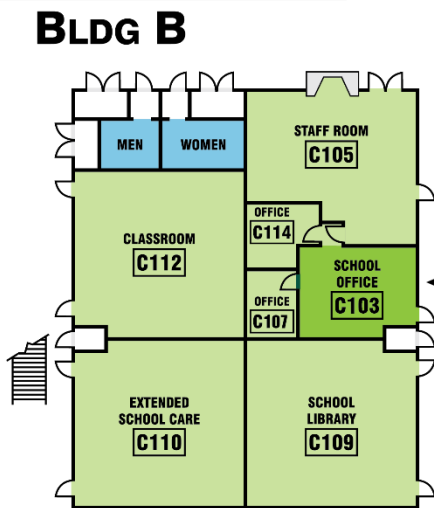 BLDG B
MEN
WOMEN
STAFF ROOM
C105
OFFICE
C114
CLASSROOM
C112
SCHOOL
OFFICE
C103
OFFICE
C107
EXTENDED
SCHOOL CARE
C110
SCHOOL
LIBRARY
C109